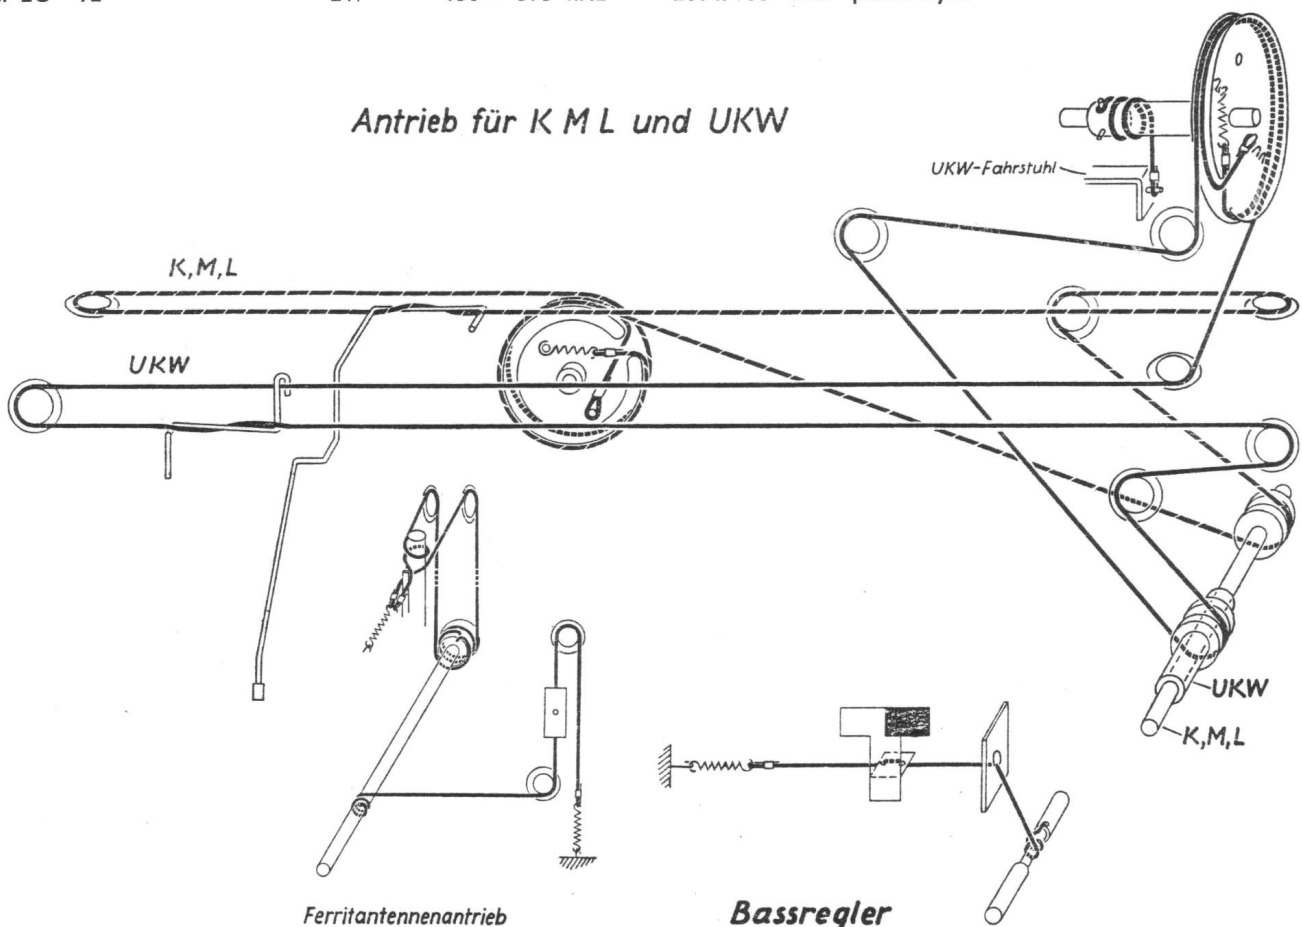 Antrieb für K M L und UKW
UKW-Fahrstuhl
K,M,L
UKW
UKW
K,M,L
Ferritantennenantrieb
Bassregler